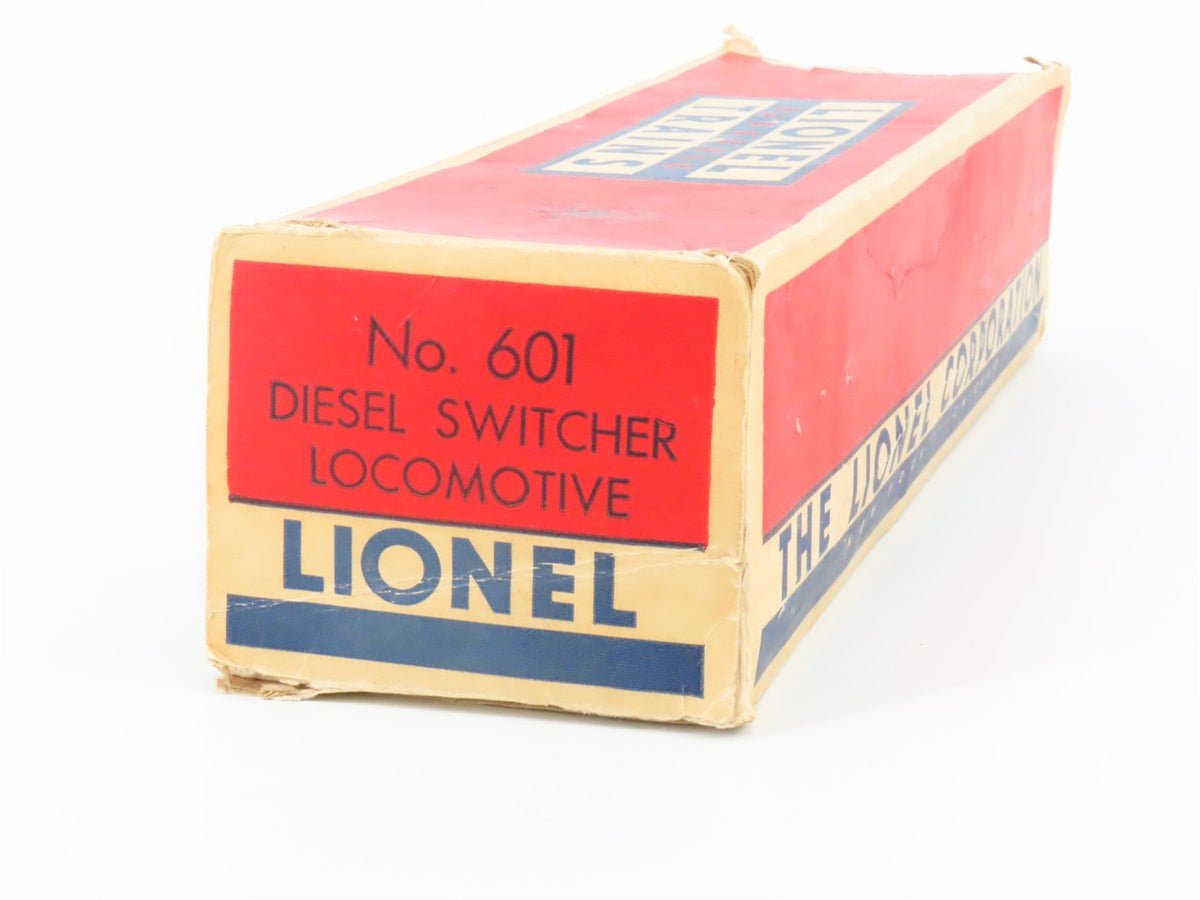 LIONEL
TRAINS
No. 601
DIESEL SWITCHER
LOCOMOTIVE
LIONEL
THE LIONEL CORPORATION